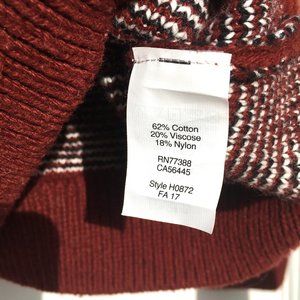 62% Cotton
20% Viscose
18% Nylon
RN77388
CA56445
Style H0872
FA 17